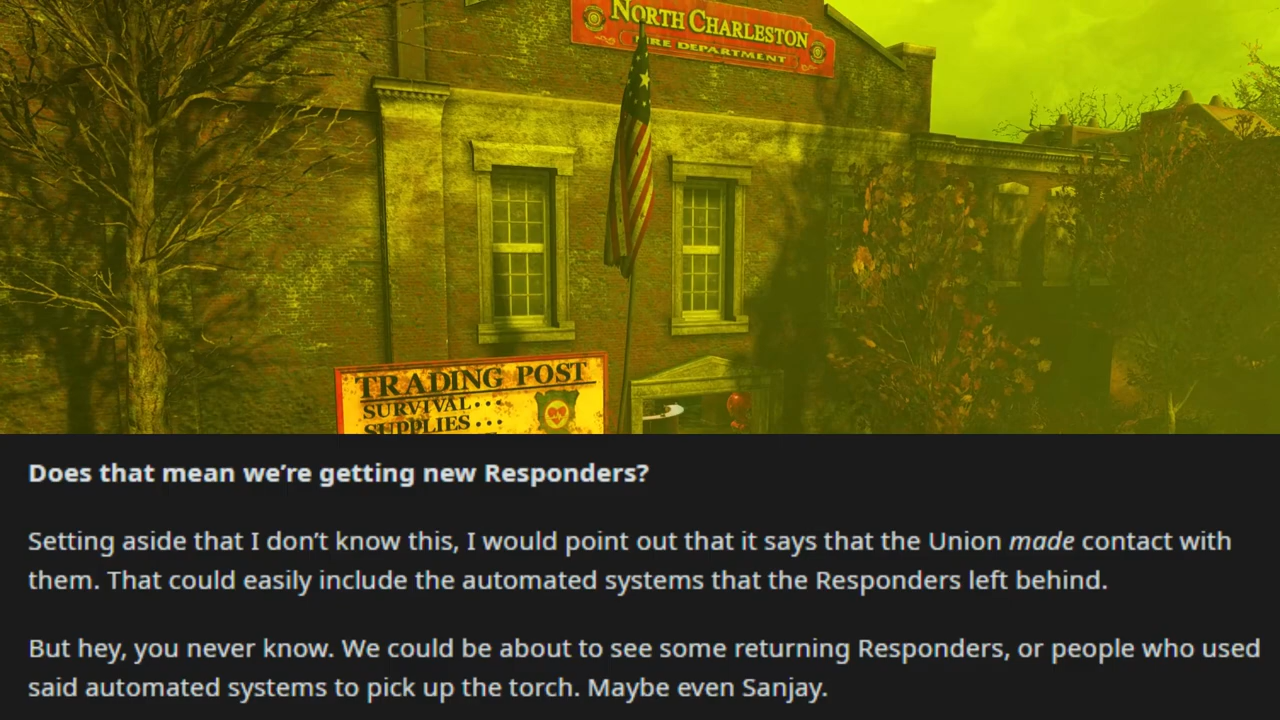 NORTH CHARLESTON
FIRE DEPARTMENT
TRADING POST
SURVIVAL...
SUPPLIES...
Does that mean we’re getting new Responders?
Setting aside that I don’t know this, I would point out that it says that the Union made contact with
them. That could easily include the automated systems that the Responders left behind.
But hey, you never know. We could be about to see some returning Responders, or people who used
said automated systems to pick up the torch. Maybe even Sanjay.